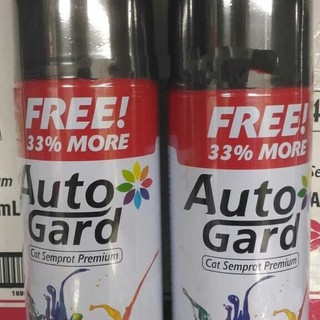 FREE!
33% MORE
Auto
Gard
Cat Semprot Premium
FREE!
33% MORE
Auto
Gard
Cat Semprot Premium